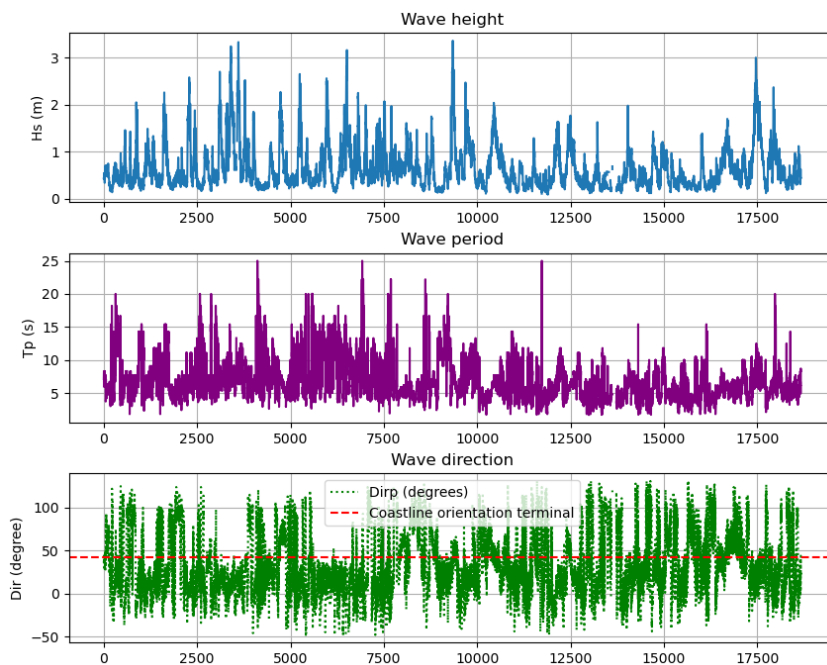 Wave height
Hs (m)
3
2
1
0
0 2500 5000 7500 10000 12500 15000 17500
Wave period
Tp (s)
25
20
15
10
5
0 2500 5000 7500 10000 12500 15000 17500
Wave direction
Dir (degree)
100
50
0
−50
Dirp (degrees)
Coastline orientation terminal
0 2500 5000 7500 10000 12500 15000 17500